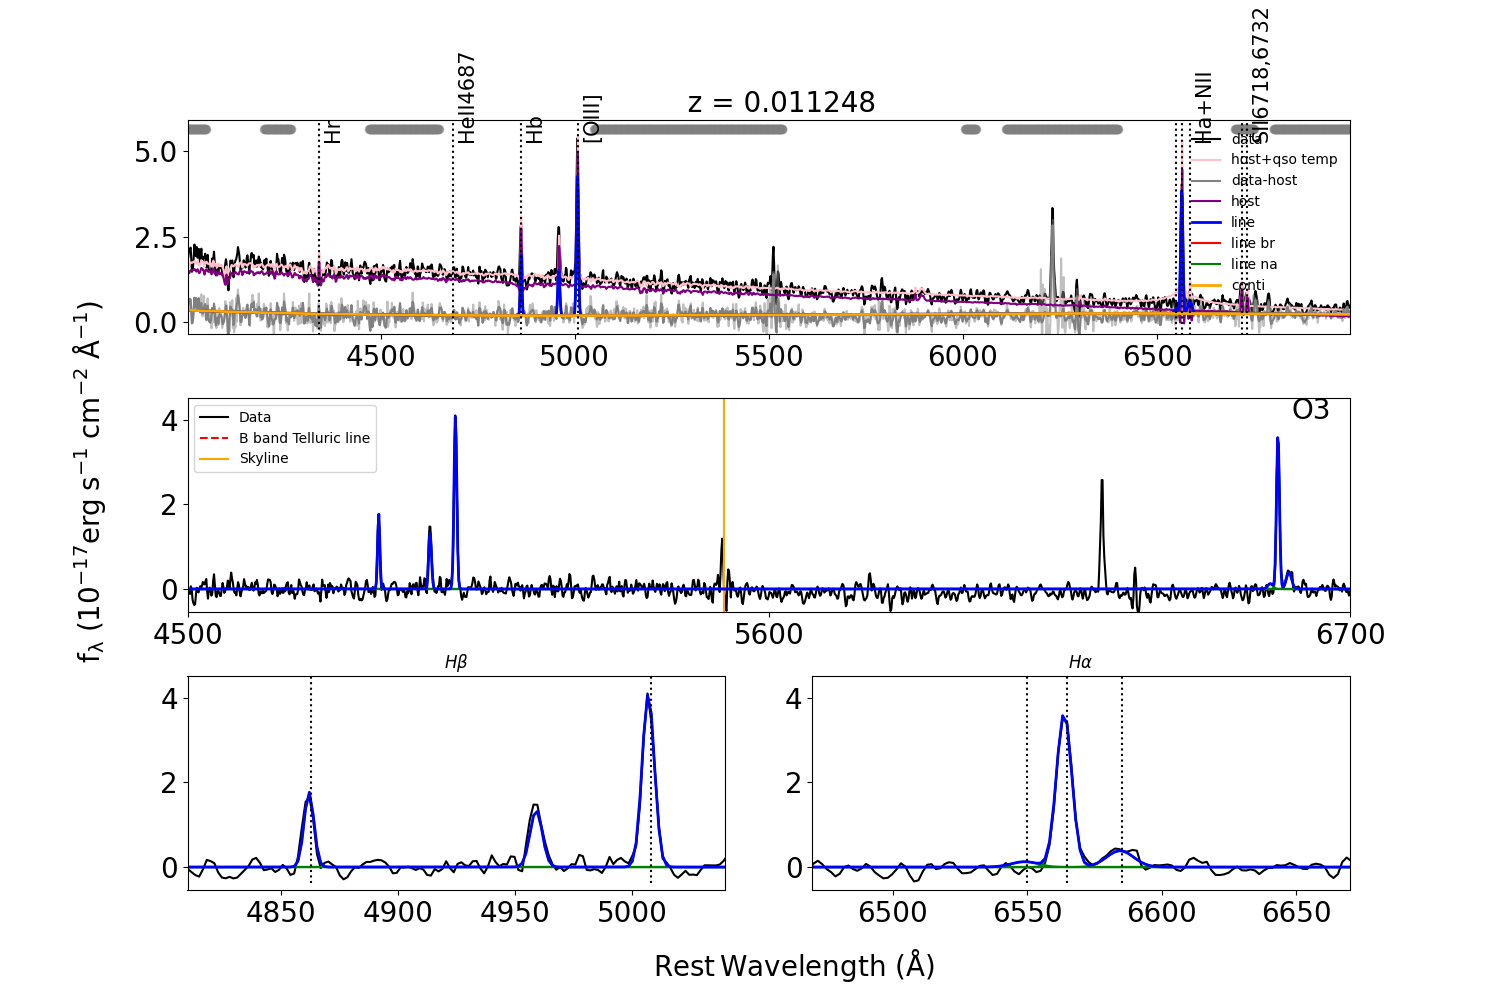 z = 0.011248
Hr
HeII4687
Hb
[OIII]
Ha+NII
SII6718,6732
data
host+qso temp
data-host
host
line
line br
line na
conti
5.0
2.5
0.0
4500 5000 5500 6000 6500
O3
Data
B band Telluric line
Skyline
4
2
0
4500 5600 6700
fλ (10⁻¹⁷erg s⁻¹ cm⁻² Å⁻¹)
Hβ
4
2
0
4850 4900 4950 5000
Hα
4
2
0
6500 6550 6600 6650
Rest Wavelength (Å)